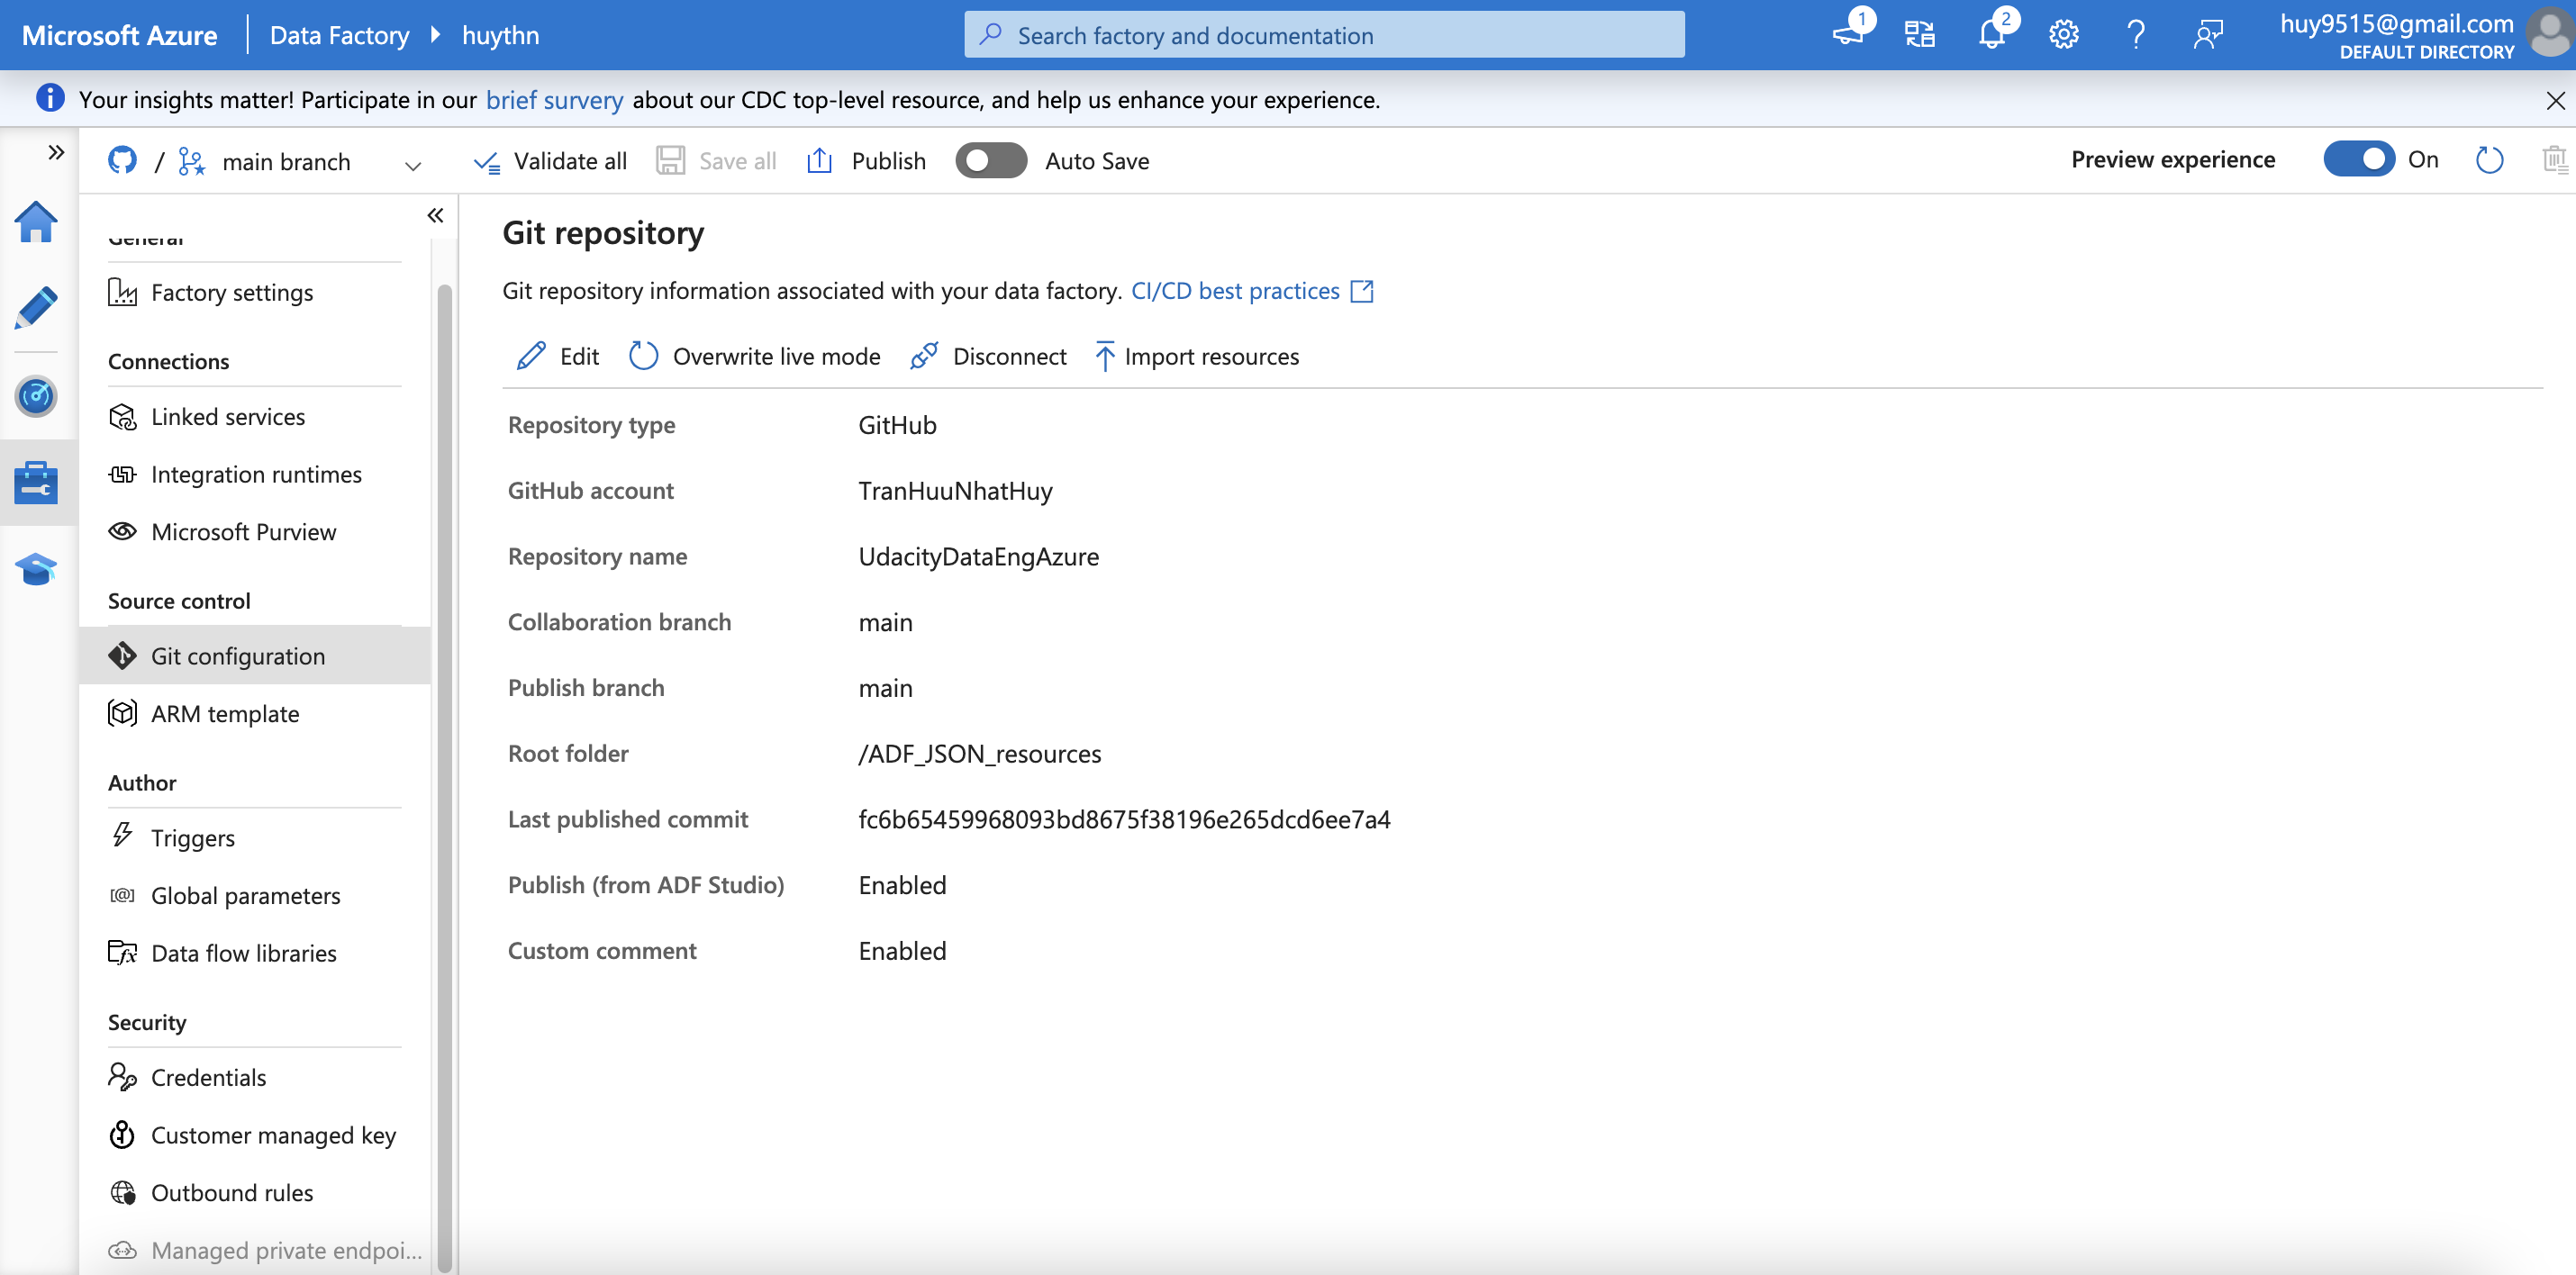 Microsoft Azure Data Factory huythn
Search factory and documentation
1
2
huy9515@gmail.com
DEFAULT DIRECTORY
Your insights matter! Participate in our brief survery about our CDC top-level resource, and help us enhance your experience.
/ main branch
Validate all Save all Publish Auto Save
Preview experience On
General
Factory settings
Connections
Linked services
Integration runtimes
Microsoft Purview
Source control
Git configuration
ARM template
Author
Triggers
Global parameters
Data flow libraries
Security
Credentials
Customer managed key
Outbound rules
Managed private endpoi...
Git repository
Git repository information associated with your data factory. CI/CD best practices
Edit Overwrite live mode Disconnect Import resources
Repository type GitHub
GitHub account TranHuuNhatHuy
Repository name UdacityDataEngAzure
Collaboration branch main
Publish branch main
Root folder /ADF_JSON_resources
Last published commit fc6b65459968093bd8675f38196e265dcd6ee7a4
Publish (from ADF Studio) Enabled
Custom comment Enabled